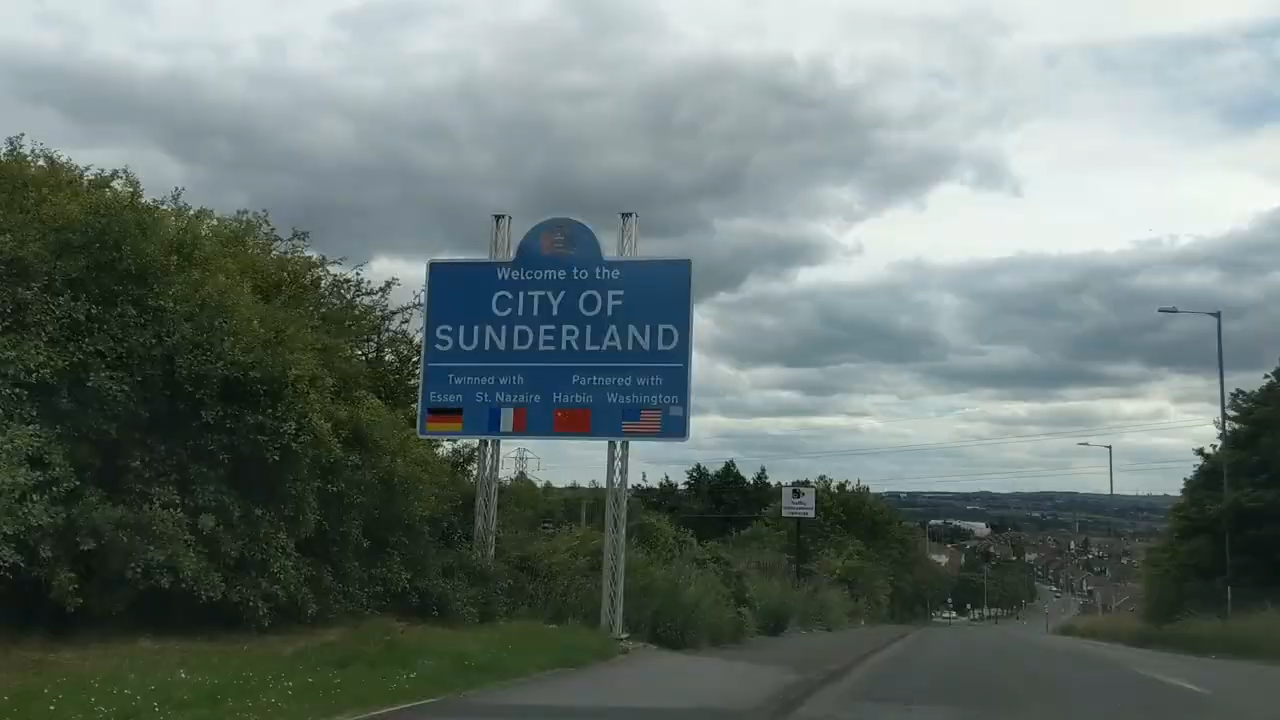 Welcome to the
CITY OF
SUNDERLAND
Twinned with Partnered with
Essen St. Nazaire Harbin Washington